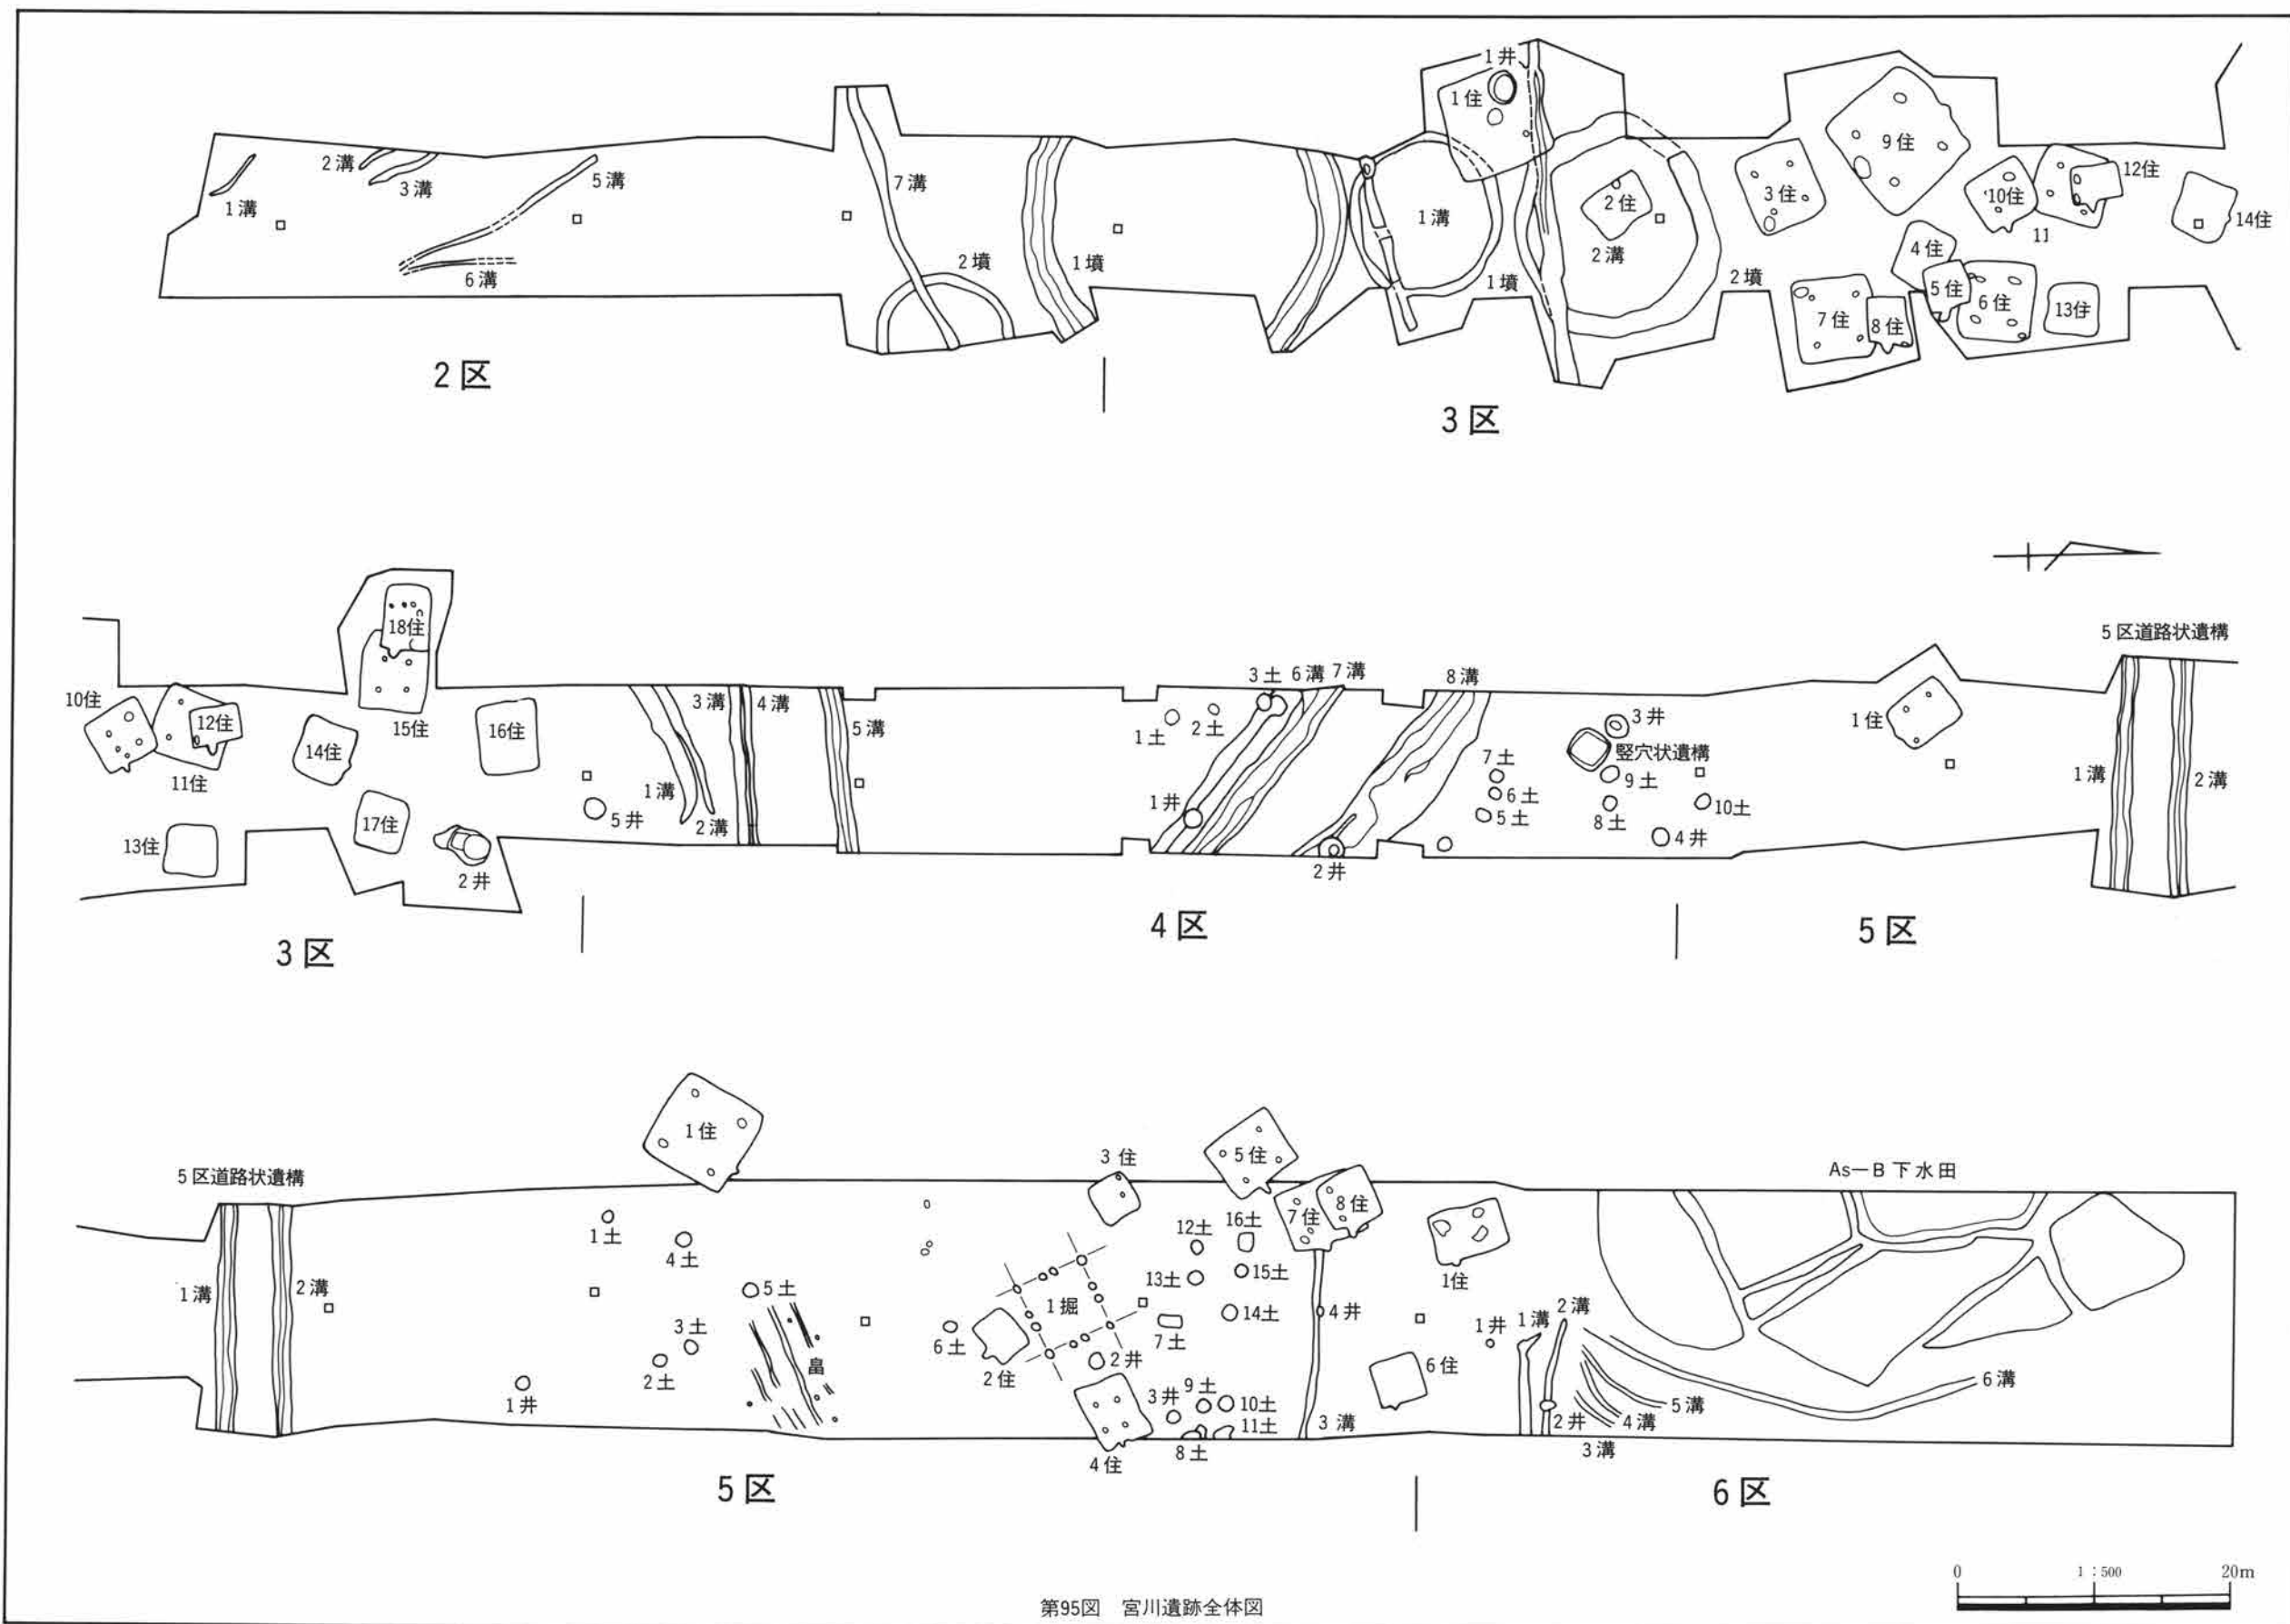 1溝
2溝
3溝
5溝
6溝
7溝
2墳
1墳
2区
1井
1住
1溝
1墳
2住
2溝
2墳
3住
9住
10住
11
12住
14住
4住
5住
6住
7住
8住
13住
3区
10住
11住
12住
13住
14住
18住
15住
16住
17住
2井
5井
3区
1溝
2溝
3溝
4溝
5溝
1土
2土
3土
6溝
7溝
8溝
1井
2井
7土
6土
5土
3井
竪穴状遺構
9土
8土
10土
4井
4区
1住
5区道路状遺構
1溝
2溝
5区
5区道路状遺構
1溝
2溝
1住
1土
4土
5土
3土
2土
1井
畠
6土
2住
1掘
3住
2井
4住
12土
16土
13土
15土
14土
7土
3井
9土
10土
11土
8土
5住
7住
8住
4井
3溝
6住
5区
1住
1井
1溝
2溝
2井
3溝
4溝
5溝
6溝
As－B下水田
6区
0
1：500
20m
第95図　宮川遺跡全体図